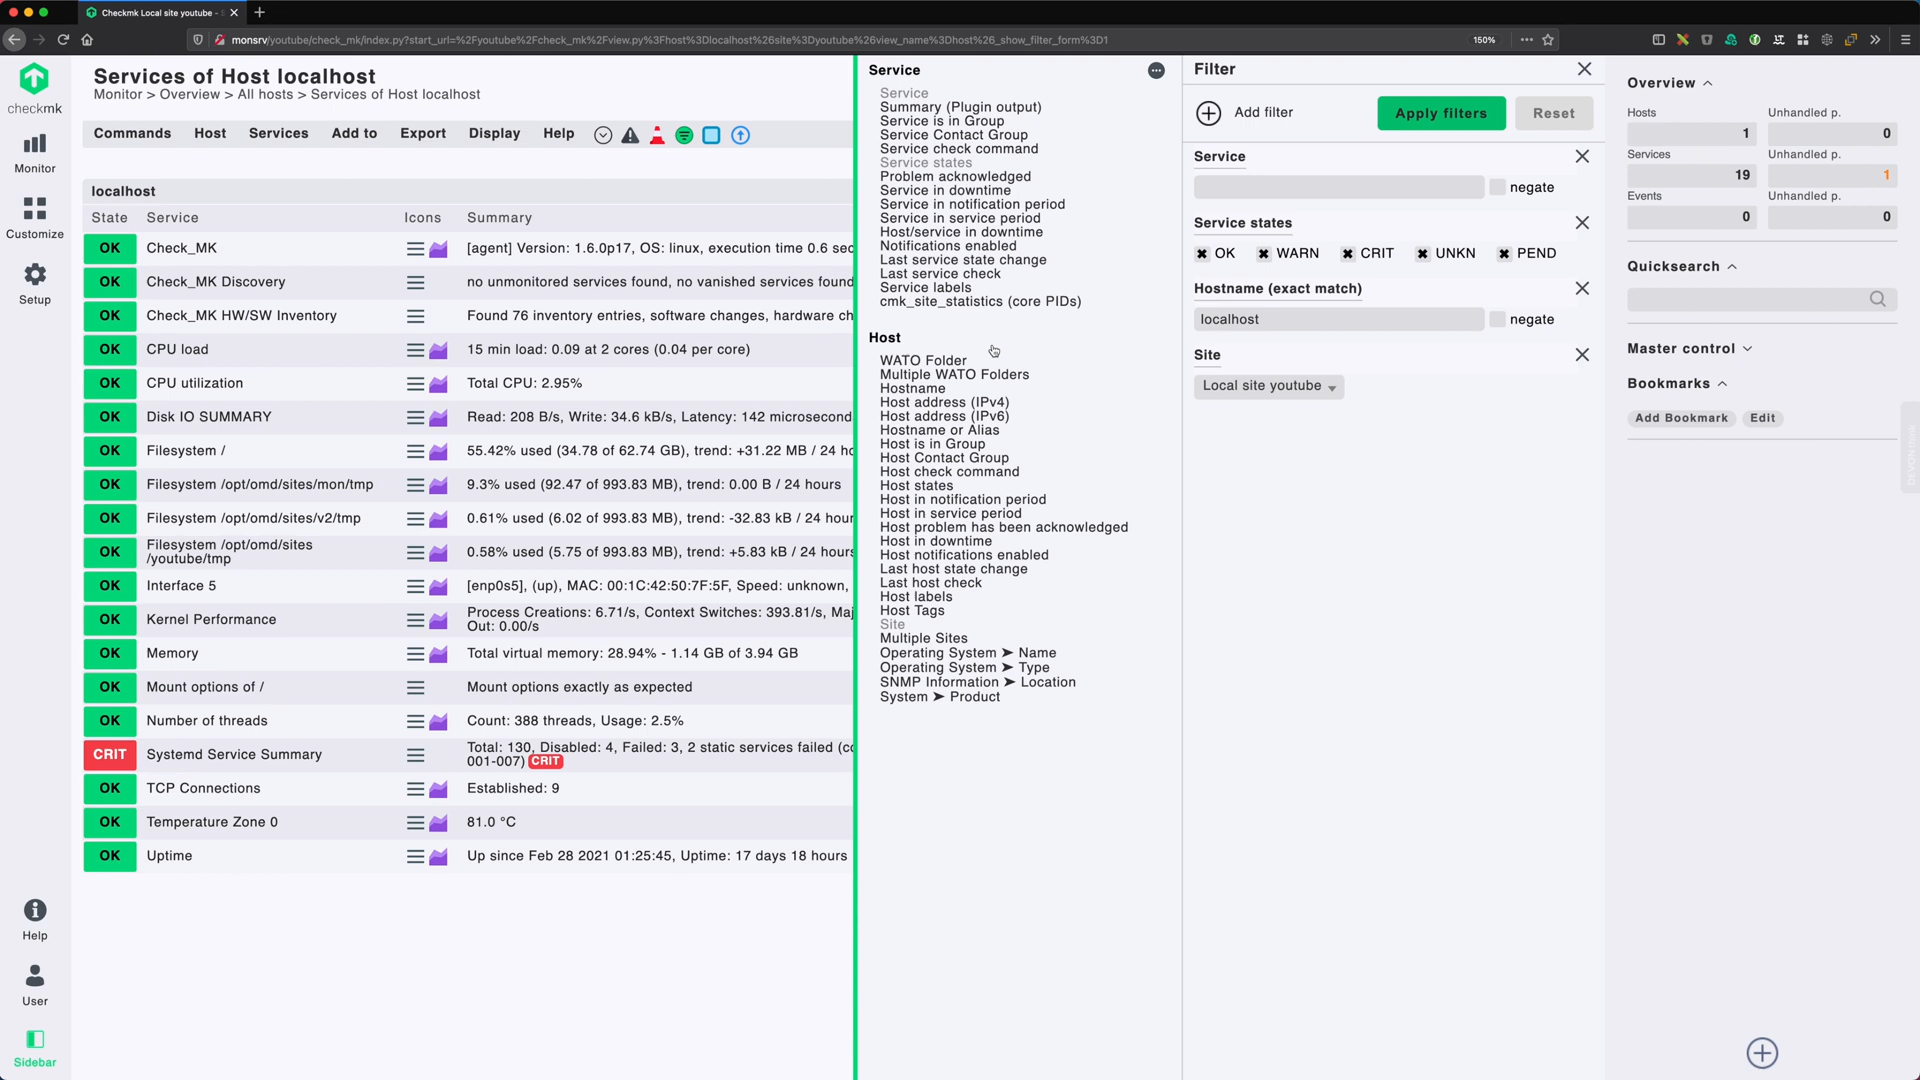 Checkmk Local site youtube -
monsrv/youtube/check_mk/index.py?start_url=%2Fyoutube%2Fcheck_mk%2Fview.py%3Fhost%3Dlocalhost%26site%3Dyoutube%26view_name%3Dhost%26_show_filter_form%3D1
150%
checkmk
Monitor
Customize
Setup
Help
User
Sidebar
Services of Host localhost
Monitor > Overview > All hosts > Services of Host localhost
Commands Host Services Add to Export Display Help
localhost
State Service Icons Summary
OK Check_MK [agent] Version: 1.6.0p17, OS: linux, execution time 0.6 sec
OK Check_MK Discovery no unmonitored services found, no vanished services found
OK Check_MK HW/SW Inventory Found 76 inventory entries, software changes, hardware ch
OK CPU load 15 min load: 0.09 at 2 cores (0.04 per core)
OK CPU utilization Total CPU: 2.95%
OK Disk IO SUMMARY Read: 208 B/s, Write: 34.6 kB/s, Latency: 142 microsecond
OK Filesystem / 55.42% used (34.78 of 62.74 GB), trend: +31.22 MB / 24 ho
OK Filesystem /opt/omd/sites/mon/tmp 9.3% used (92.47 of 993.83 MB), trend: 0.00 B / 24 hours
OK Filesystem /opt/omd/sites/v2/tmp 0.61% used (6.02 of 993.83 MB), trend: -32.83 kB / 24 hour
OK Filesystem /opt/omd/sites
/youtube/tmp 0.58% used (5.75 of 993.83 MB), trend: +5.83 kB / 24 hours
OK Interface 5 [enp0s5], (up), MAC: 00:1C:42:50:7F:5F, Speed: unknown,
OK Kernel Performance Process Creations: 6.71/s, Context Switches: 393.81/s, Maj
Out: 0.00/s
OK Memory Total virtual memory: 28.94% - 1.14 GB of 3.94 GB
OK Mount options of / Mount options exactly as expected
OK Number of threads Count: 388 threads, Usage: 2.5%
CRIT Systemd Service Summary Total: 130, Disabled: 4, Failed: 3, 2 static services failed (co
001-007) CRIT
OK TCP Connections Established: 9
OK Temperature Zone 0 81.0 °C
OK Uptime Up since Feb 28 2021 01:25:45, Uptime: 17 days 18 hours
Service
Service
Summary (Plugin output)
Service is in Group
Service Contact Group
Service check command
Service states
Problem acknowledged
Service in downtime
Service in notification period
Service in service period
Host/service in downtime
Notifications enabled
Last service state change
Last service check
Service labels
cmk_site_statistics (core PIDs)
Host
WATO Folder
Multiple WATO Folders
Hostname
Host address (IPv4)
Host address (IPv6)
Hostname or Alias
Host is in Group
Host Contact Group
Host check command
Host states
Host in notification period
Host in service period
Host problem has been acknowledged
Host in downtime
Host notifications enabled
Last host state change
Last host check
Host labels
Host Tags
Site
Multiple Sites
Operating System ➤ Name
Operating System ➤ Type
SNMP Information ➤ Location
System ➤ Product
Filter
Add filter Apply filters Reset
Service
negate
Service states
OK WARN CRIT UNKN PEND
Hostname (exact match)
localhost negate
Site
Local site youtube
Overview
Hosts Unhandled p.
1 0
Services Unhandled p.
19 1
Events Unhandled p.
0 0
Quicksearch
Master control
Bookmarks
Add Bookmark Edit
DEVONthink